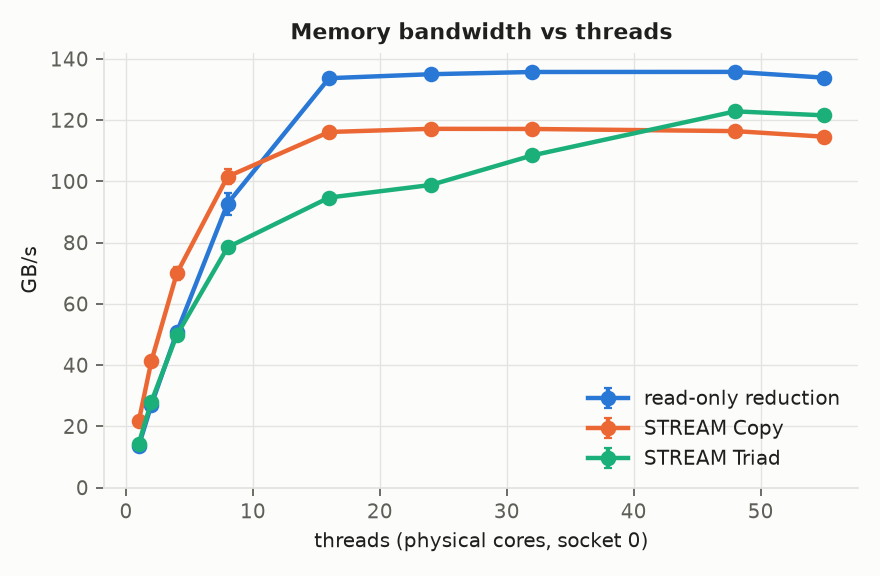 Memory bandwidth vs threads
140
120
100
80
60
40
20
0
GB/s
read-only reduction
STREAM Copy
STREAM Triad
0 10 20 30 40 50
threads (physical cores, socket 0)